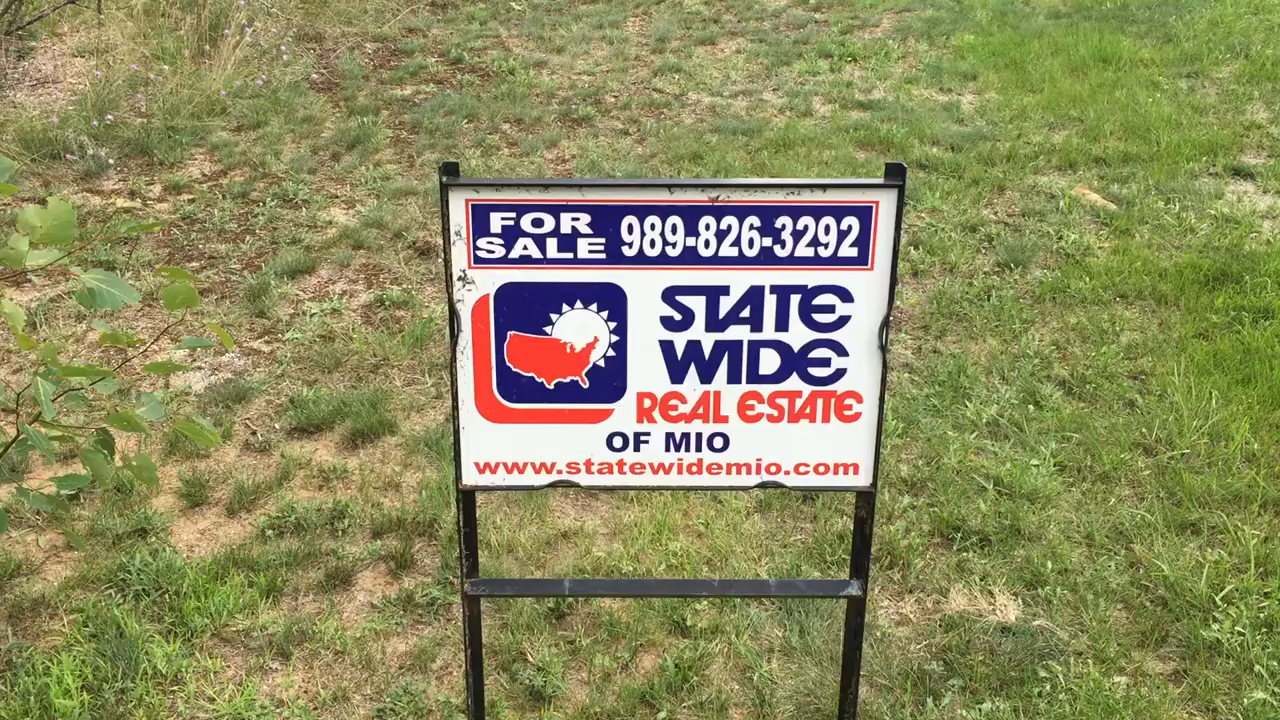 FOR SALE 989-826-3292
STATE
WIDE
REAL ESTATE
OF MIO
www.statewidemio.com